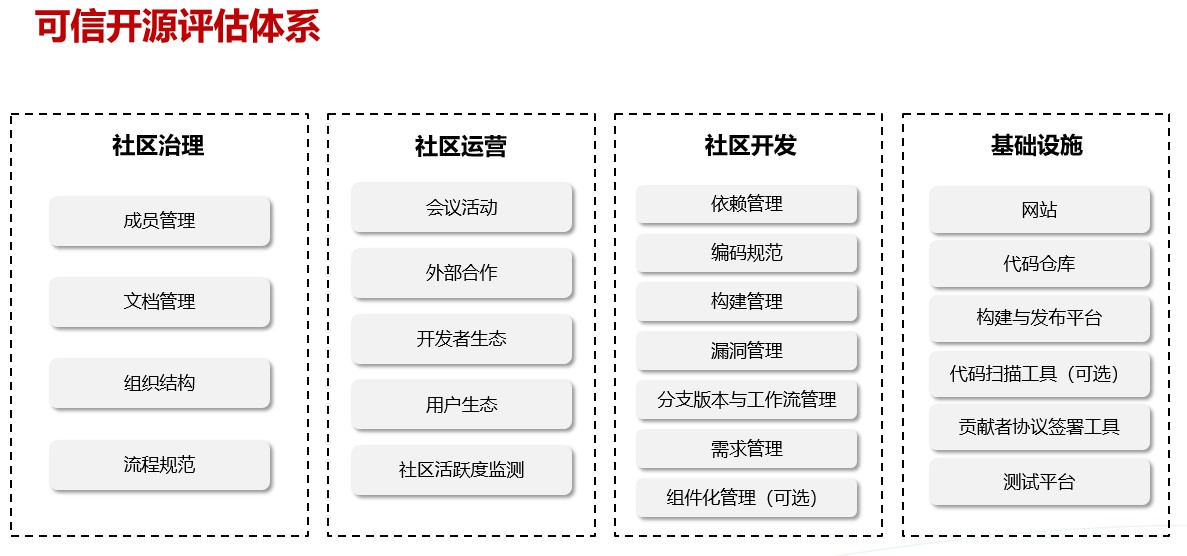 可信开源评估体系
社区治理
成员管理
文档管理
组织结构
流程规范
社区运营
会议活动
外部合作
开发者生态
用户生态
社区活跃度监测
社区开发
依赖管理
编码规范
构建管理
漏洞管理
分支版本与工作流管理
需求管理
组件化管理（可选）
基础设施
网站
代码仓库
构建与发布平台
代码扫描工具（可选）
贡献者协议签署工具
测试平台